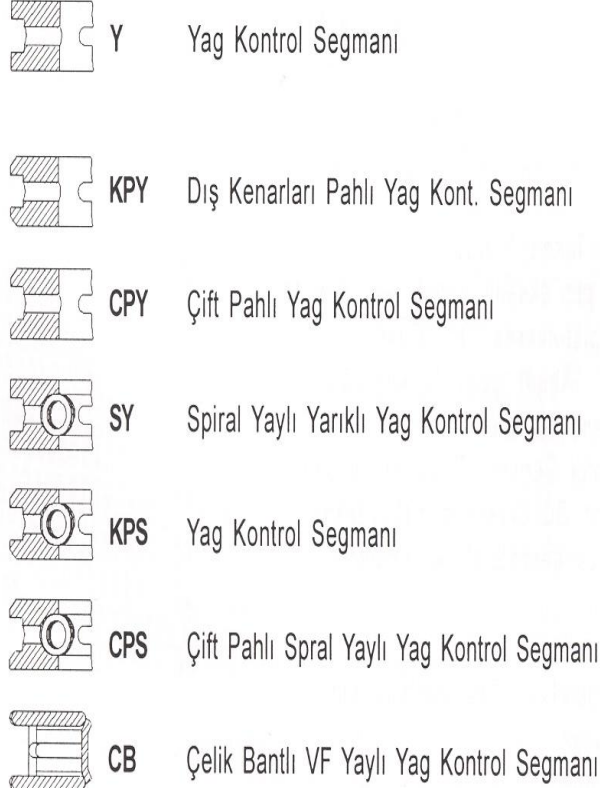 Y Yag Kontrol Segmanı
KPY Dış Kenarları Pahlı Yag Kont. Segmanı
CPY Çift Pahlı Yag Kontrol Segmanı
SY Spiral Yaylı Yarıklı Yag Kontrol Segmanı
KPS Yag Kontrol Segmanı
CPS Çift Pahlı Spral Yaylı Yag Kontrol Segmanı
CB Çelik Bantlı VF Yaylı Yag Kontrol Segmanı